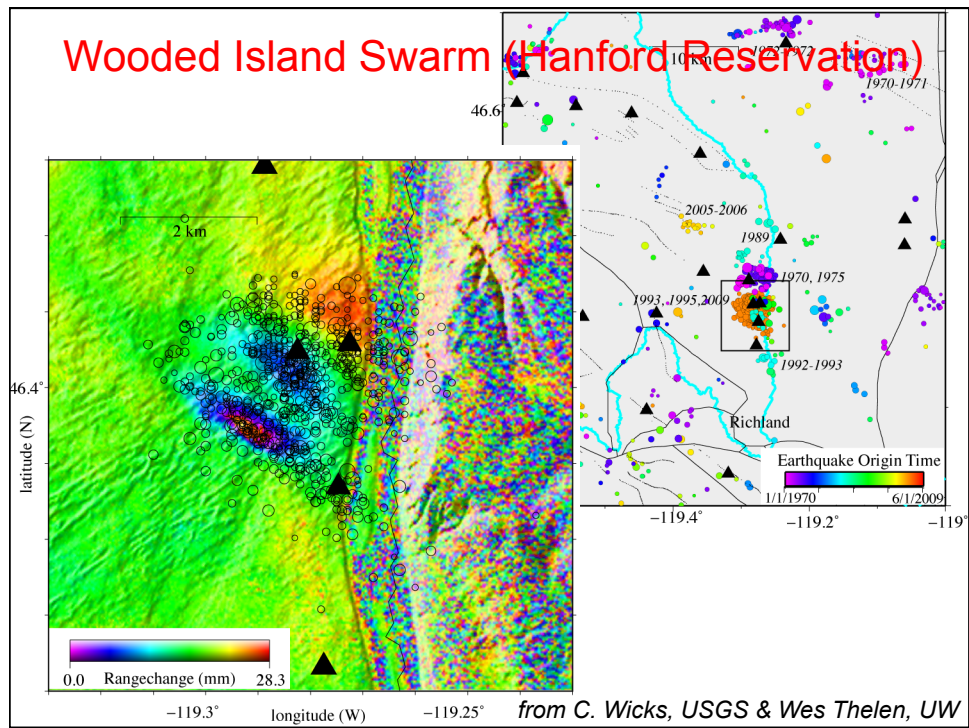 Wooded Island Swarm (Hanford Reservation)
10 km
1970-1971
46.6°
2005-2006
1989
1970, 1975
1993, 1995,2009
1992-1993
Richland
Earthquake Origin Time
1/1/1970
6/1/2009
−119.4°
−119.2°
−119°
2 km
46.4°
latitude (N)
Rangechange (mm)
0.0
28.3
−119.3°
longitude (W)
−119.25°
from C. Wicks, USGS & Wes Thelen, UW